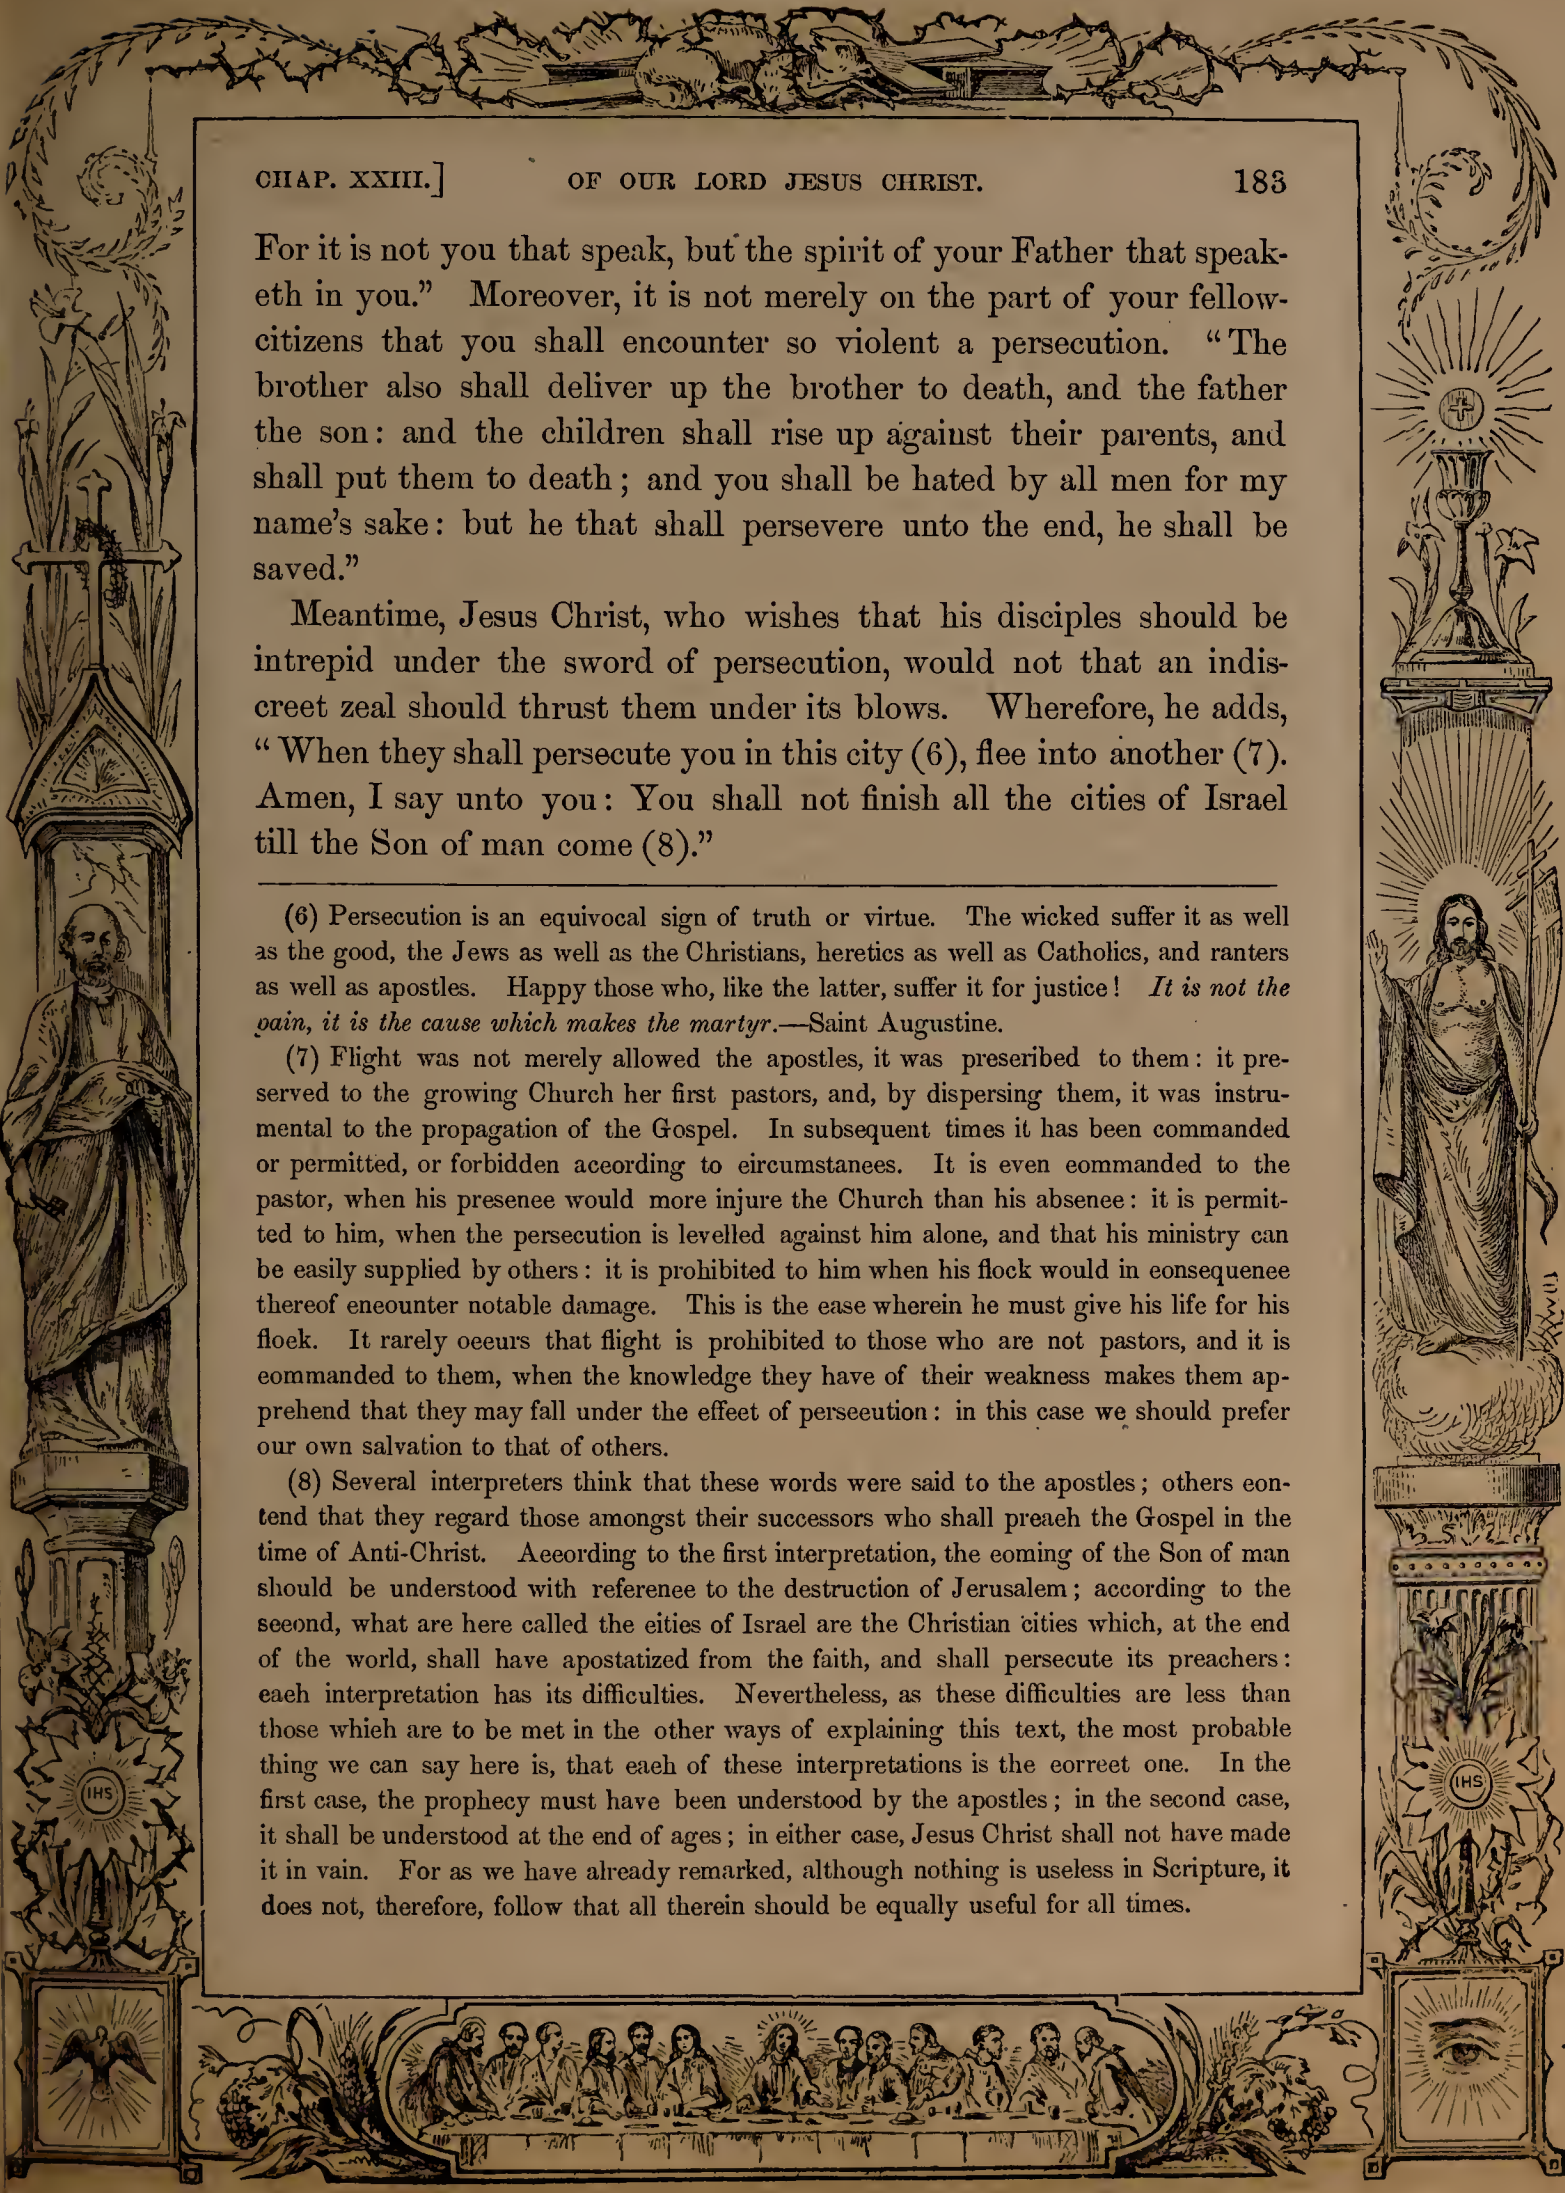 CHAP. XXIII.] OF OUR LORD JESUS CHRIST. 183
For it is not you that speak, but the spirit of your Father that speak-
eth in you.” Moreover, it is not merely on the part of your fellow-
citizens that you shall encounter so violent a persecution. “The
brother also shall deliver up the brother to death, and the father
the son: and the children shall rise up against their parents, and
shall put them to death; and you shall be hated by all men for my
name’s sake: but he that shall persevere unto the end, he shall be
saved.”
Meantime, Jesus Christ, who wishes that his disciples should be
intrepid under the sword of persecution, would not that an indis-
creet zeal should thrust them under its blows. Wherefore, he adds,
“When they shall persecute you in this city (6), flee into another (7).
Amen, I say unto you: You shall not finish all the cities of Israel
till the Son of man come (8).”
(6) Persecution is an equivocal sign of truth or virtue. The wicked suffer it as well
as the good, the Jews as well as the Christians, heretics as well as Catholics, and ranters
as well as apostles. Happy those who, like the latter, suffer it for justice! It is not the
pain, it is the cause which makes the martyr.—Saint Augustine.
(7) Flight was not merely allowed the apostles, it was prescribed to them: it pre-
served to the growing Church her first pastors, and, by dispersing them, it was instru-
mental to the propagation of the Gospel. In subsequent times it has been commanded
or permitted, or forbidden according to circumstances. It is even commanded to the
pastor, when his presence would more injure the Church than his absence: it is permit-
ted to him, when the persecution is levelled against him alone, and that his ministry can
be easily supplied by others: it is prohibited to him when his flock would in consequence
thereof encounter notable damage. This is the case wherein he must give his life for his
flock. It rarely occurs that flight is prohibited to those who are not pastors, and it is
commanded to them, when the knowledge they have of their weakness makes them ap-
prehend that they may fall under the effect of persecution: in this case we should prefer
our own salvation to that of others.
(8) Several interpreters think that these words were said to the apostles; others con-
tend that they regard those amongst their successors who shall preach the Gospel in the
time of Anti-Christ. According to the first interpretation, the coming of the Son of man
should be understood with reference to the destruction of Jerusalem; according to the
second, what are here called the cities of Israel are the Christian cities which, at the end
of the world, shall have apostatized from the faith, and shall persecute its preachers:
each interpretation has its difficulties. Nevertheless, as these difficulties are less than
those which are to be met in the other ways of explaining this text, the most probable
thing we can say here is, that each of these interpretations is the correct one. In the
first case, the prophecy must have been understood by the apostles; in the second case,
it shall be understood at the end of ages; in either case, Jesus Christ shall not have made
it in vain. For as we have already remarked, although nothing is useless in Scripture, it
does not, therefore, follow that all therein should be equally useful for all times.
IHS
IHS